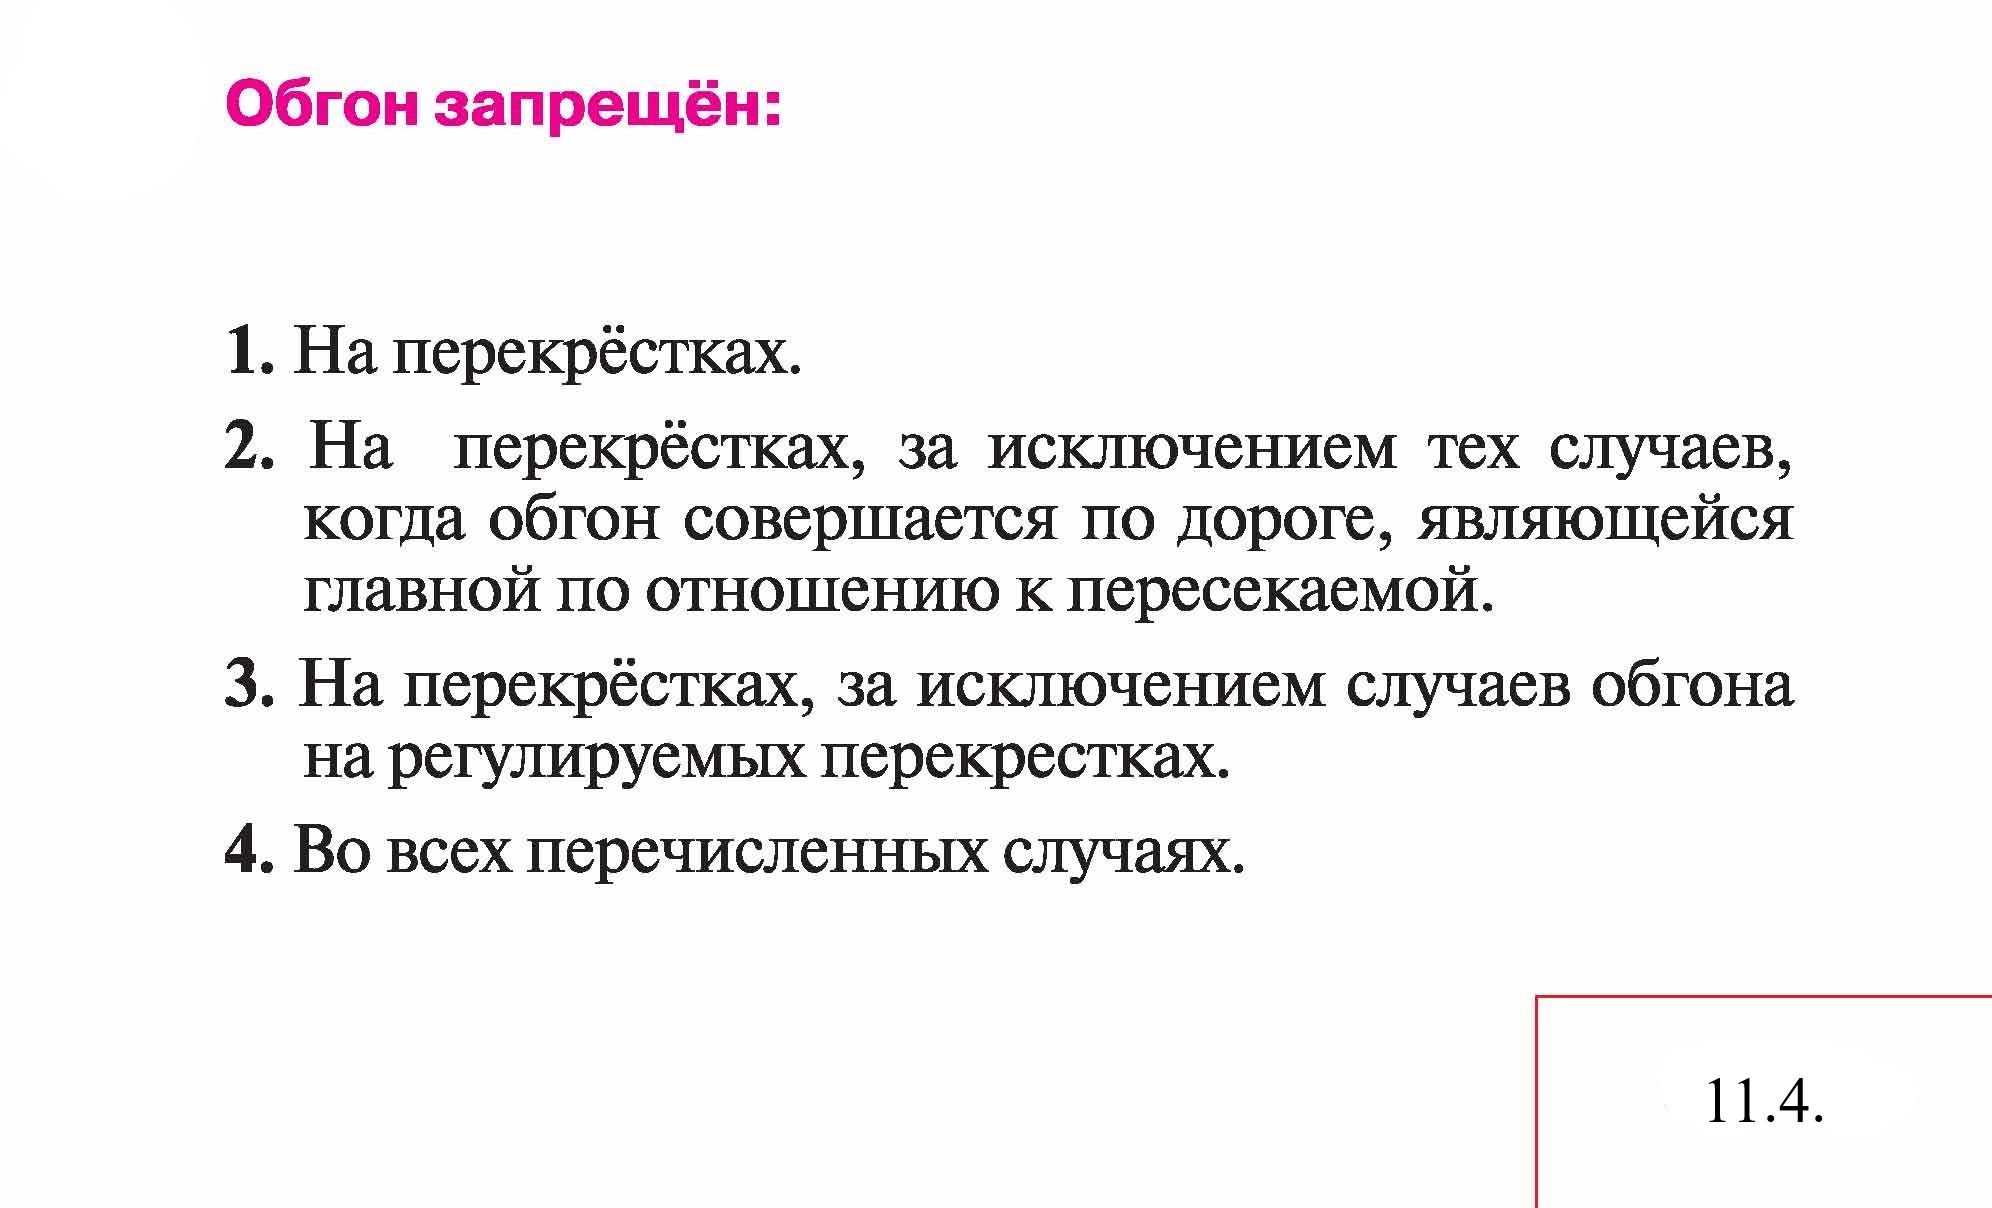 Обгон запрещён:
1. На перекрёстках.
2. На перекрёстках, за исключением тех случаев,
когда обгон совершается по дороге, являющейся
главной по отношению к пересекаемой.
3. На перекрёстках, за исключением случаев обгона
на регулируемых перекрестках.
4. Во всех перечисленных случаях.
11.4.